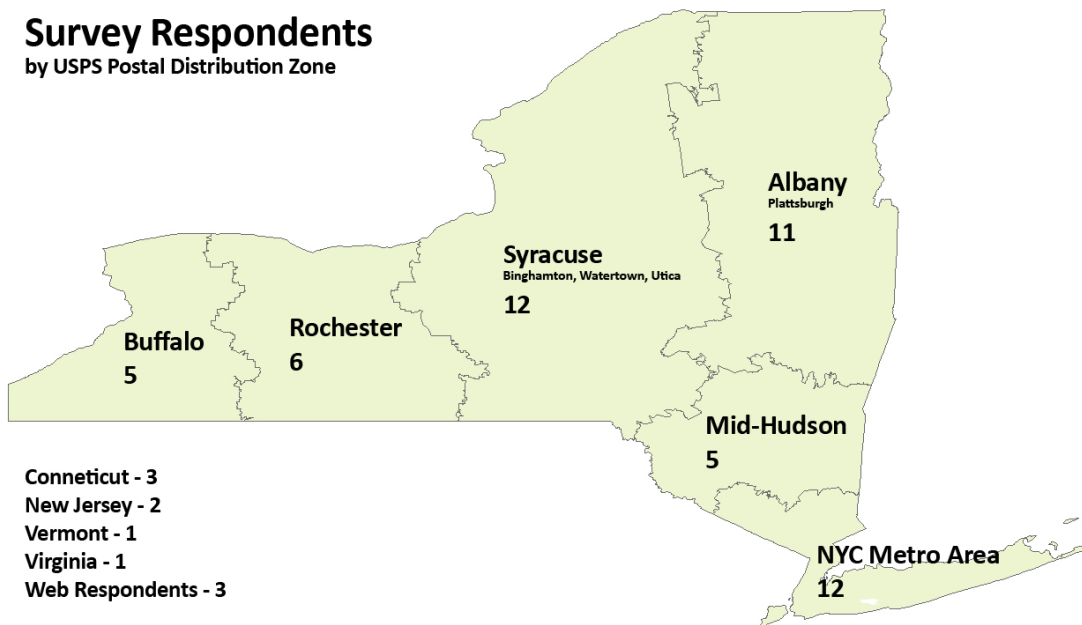 Survey Respondents
by USPS Postal Distribution Zone
Albany
Plattsburgh
11
Syracuse
Binghamton, Watertown, Utica
12
Rochester
6
Buffalo
5
Mid-Hudson
5
NYC Metro Area
12
Conneticut - 3
New Jersey - 2
Vermont - 1
Virginia - 1
Web Respondents - 3